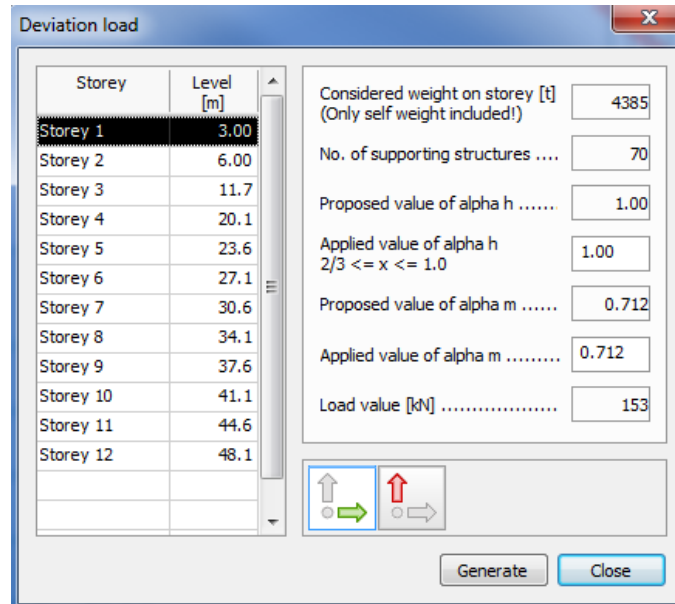 Deviation load
Storey Level [m]
Storey 1 3.00
Storey 2 6.00
Storey 3 11.7
Storey 4 20.1
Storey 5 23.6
Storey 6 27.1
Storey 7 30.6
Storey 8 34.1
Storey 9 37.6
Storey 10 41.1
Storey 11 44.6
Storey 12 48.1
Considered weight on storey [t]
(Only self weight included!) 4385
No. of supporting structures .... 70
Proposed value of alpha h ....... 1.00
Applied value of alpha h
2/3 <= x <= 1.0 1.00
Proposed value of alpha m ...... 0.712
Applied value of alpha m ......... 0.712
Load value [kN] ................... 153
Generate Close